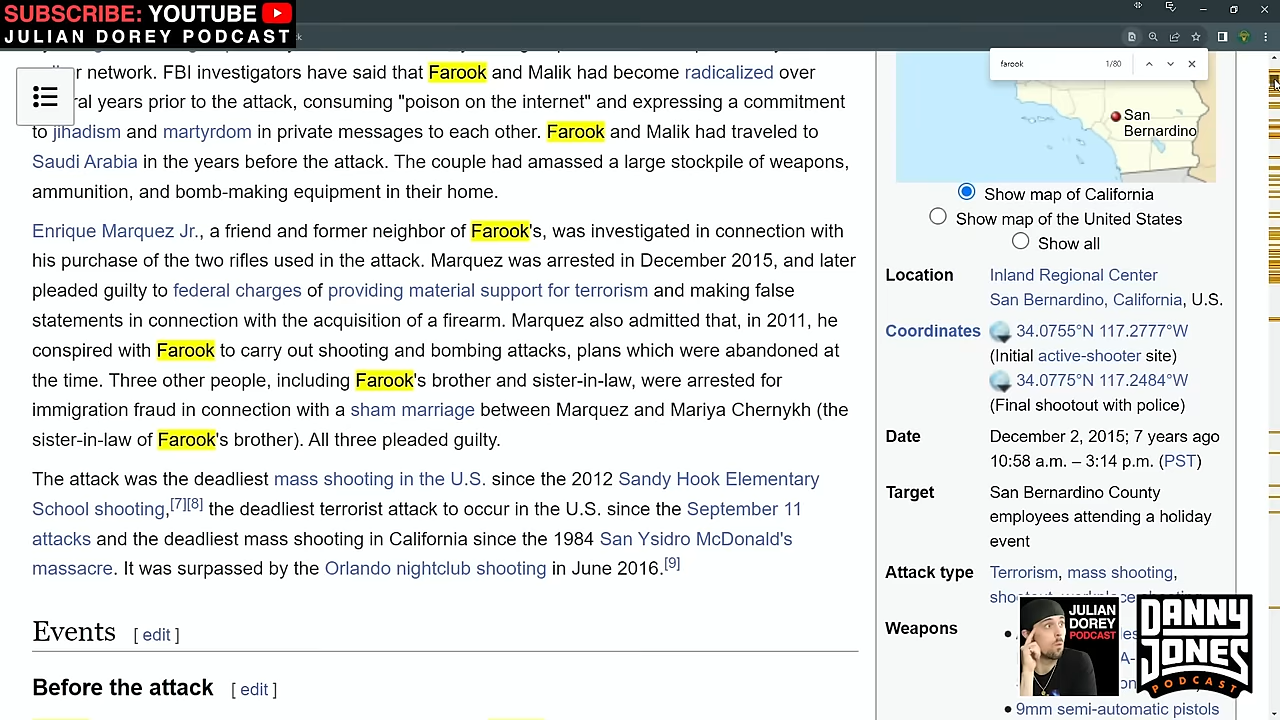 SUBSCRIBE: YOUTUBE
JULIAN DOREY PODCAST
farook
1/80
network. FBI investigators have said that Farook and Malik had become radicalized over
years prior to the attack, consuming "poison on the internet" and expressing a commitment
to jihadism and martyrdom in private messages to each other. Farook and Malik had traveled to
Saudi Arabia in the years before the attack. The couple had amassed a large stockpile of weapons,
ammunition, and bomb-making equipment in their home.
Enrique Marquez Jr., a friend and former neighbor of Farook's, was investigated in connection with
his purchase of the two rifles used in the attack. Marquez was arrested in December 2015, and later
pleaded guilty to federal charges of providing material support for terrorism and making false
statements in connection with the acquisition of a firearm. Marquez also admitted that, in 2011, he
conspired with Farook to carry out shooting and bombing attacks, plans which were abandoned at
the time. Three other people, including Farook's brother and sister-in-law, were arrested for
immigration fraud in connection with a sham marriage between Marquez and Mariya Chernykh (the
sister-in-law of Farook's brother). All three pleaded guilty.
The attack was the deadliest mass shooting in the U.S. since the 2012 Sandy Hook Elementary
School shooting,[7][8] the deadliest terrorist attack to occur in the U.S. since the September 11
attacks and the deadliest mass shooting in California since the 1984 San Ysidro McDonald's
massacre. It was surpassed by the Orlando nightclub shooting in June 2016.[9]
Events [ edit ]
Before the attack [ edit ]
San
Bernardino
Show map of California
Show map of the United States
Show all
Location Inland Regional Center
San Bernardino, California, U.S.
Coordinates 34.0755°N 117.2777°W
(Initial active-shooter site)
34.0775°N 117.2484°W
(Final shootout with police)
Date December 2, 2015; 7 years ago
10:58 a.m. – 3:14 p.m. (PST)
Target San Bernardino County
employees attending a holiday
event
Attack type Terrorism, mass shooting,
Weapons
9mm semi-automatic pistols
JULIAN
DOREY
PODCAST
DANNY
JONES
PODCAST